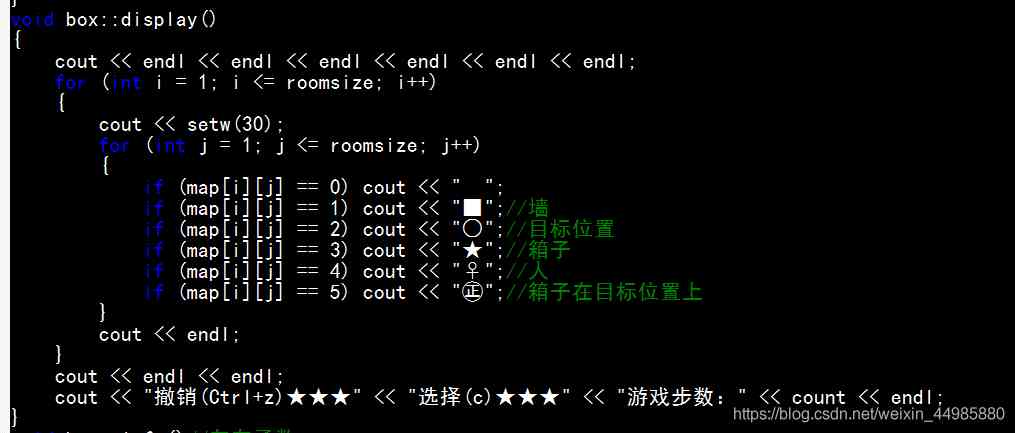 void box::display()
{
    cout << endl << endl << endl << endl << endl << endl;
    for (int i = 1; i <= roomsize; i++)
    {
        cout << setw(30);
        for (int j = 1; j <= roomsize; j++)
        {
            if (map[i][j] == 0) cout << "  ";
            if (map[i][j] == 1) cout << "■";//墙
            if (map[i][j] == 2) cout << "○";//目标位置
            if (map[i][j] == 3) cout << "★";//箱子
            if (map[i][j] == 4) cout << "♀";//人
            if (map[i][j] == 5) cout << "㊣";//箱子在目标位置上
        }
        cout << endl;
    }
    cout << endl << endl;
    cout << "撤销(Ctrl+z)★★★" << "选择(c)★★★" << "游戏步数：" << count << endl;
}
https://blog.csdn.net/weixin_44985880